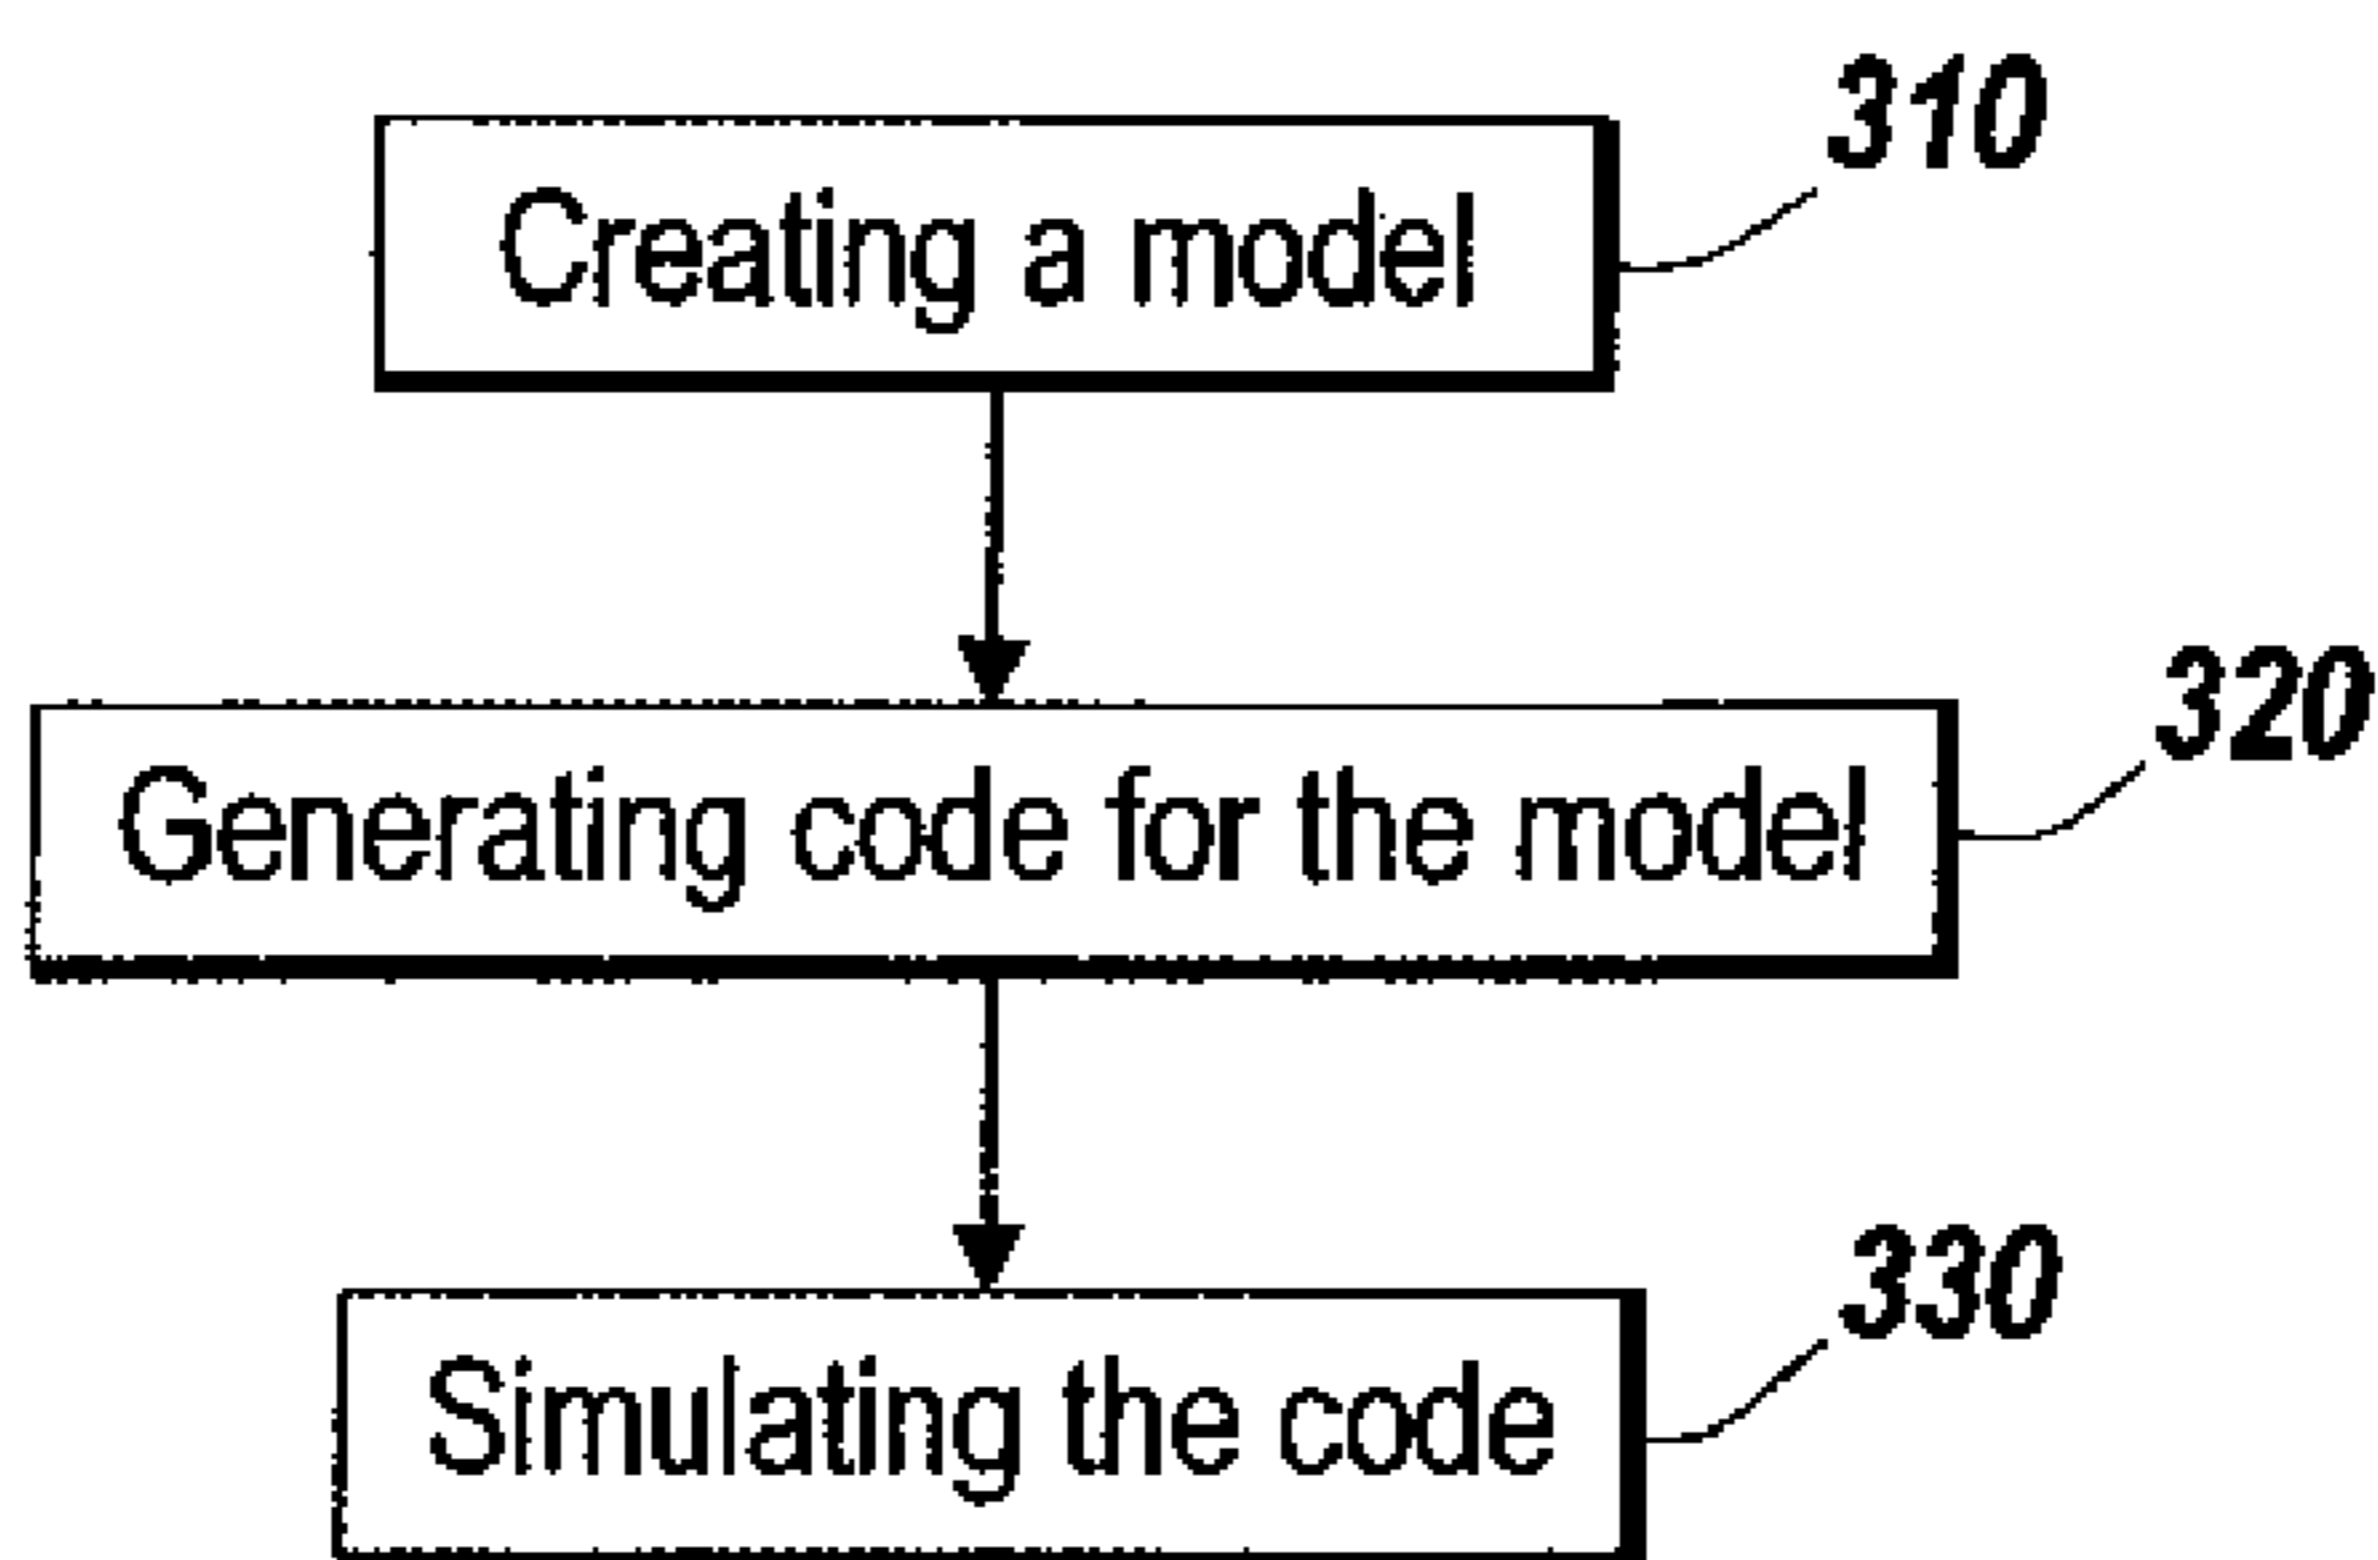 310
Creating a model
320
Generating code for the model
330
Simulating the code